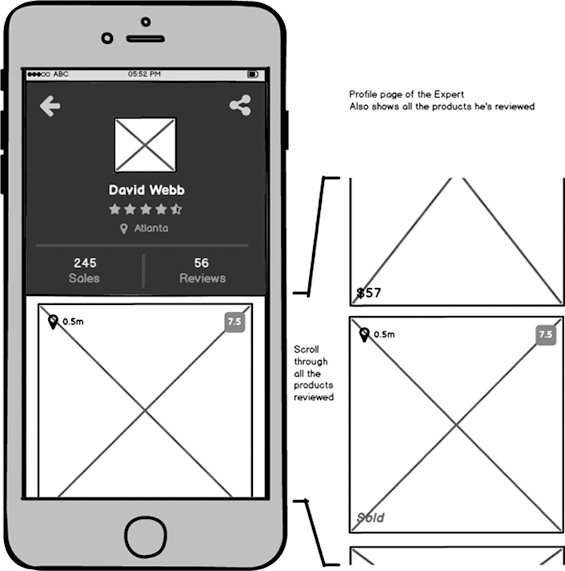 ABC 05:52 PM
David Webb
Atlanta
245 56
Sales Reviews
0.5m 7.5
Profile page of the Expert
Also shows all the products he's reviewed
Scroll
through
all the
products
reviewed
$57
0.5m 7.5
Sold